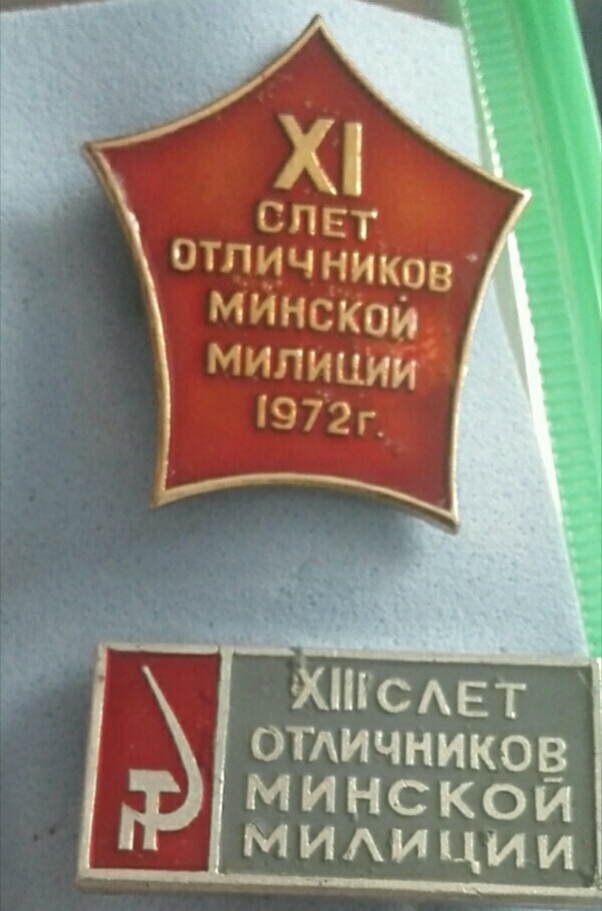 XI
СЛЕТ
ОТЛИЧНИКОВ
МИНСКОЙ
МИЛИЦИИ
1972г.
XIII СЛЕТ
ОТЛИЧНИКОВ
МИНСКОЙ
МИЛИЦИИ